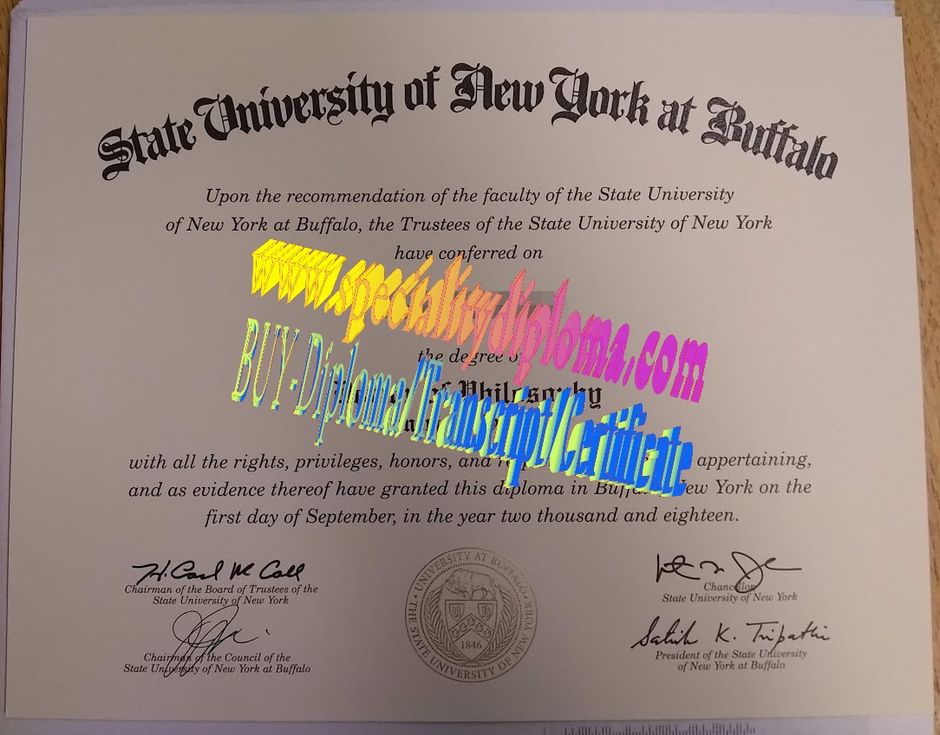 State University of New York at Buffalo
Upon the recommendation of the faculty of the State University
of New York at Buffalo, the Trustees of the State University of New York
have conferred on
www.specialitydiploma.com
the degree
BUY-Diploma/Transcript/Certificate
of Philosophy
with all the rights, privileges, honors, and appertaining,
and as evidence thereof have granted this diploma in New York on the
first day of September, in the year two thousand and eighteen.
H. Carl McCall
Chairman of the Board of Trustees of the
State University of New York
Chancellor
State University of New York
Chairman of the Council of the
State University of New York at Buffalo
Satish K. Tripathi
President of the State University
of New York at Buffalo
UNIVERSITY AT BUFFALO
THE STATE UNIVERSITY OF NEW YORK
1846